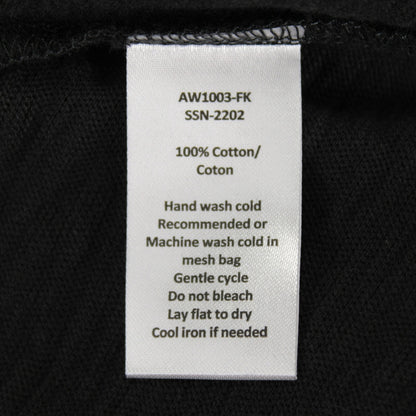 AW1003-FK
SSN-2202
100% Cotton/
Coton
Hand wash cold
Recommended or
Machine wash cold in
mesh bag
Gentle cycle
Do not bleach
Lay flat to dry
Cool iron if needed